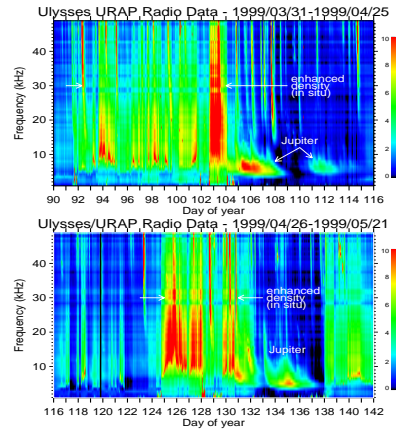 Ulysses URAP Radio Data - 1999/03/31-1999/04/25
Frequency (kHz)
40
30
20
10
enhanced
density
(in situ)
Jupiter
10
8
6
4
2
0
90 92 94 96 98 100 102 104 106 108 110 112 114 116
Day of year
Ulysses/URAP Radio Data - 1999/04/26-1999/05/21
Frequency (kHz)
40
30
20
10
enhanced
density
(in situ)
Jupiter
10
8
6
4
2
0
116 118 120 122 124 126 128 130 132 134 136 138 140 142
Day of year